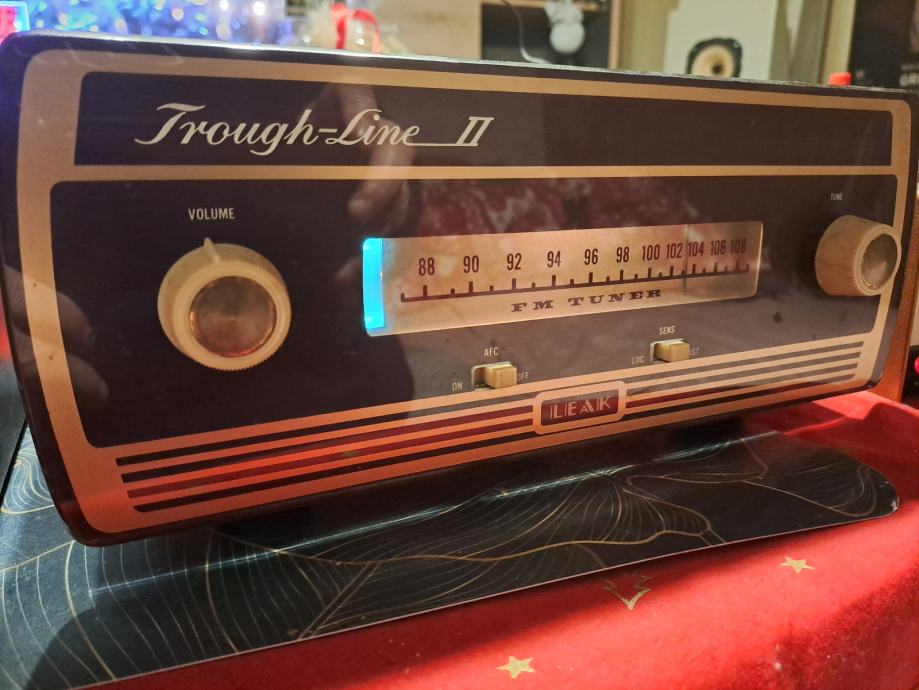 Trough-Line II
VOLUME
TUNE
88 90 92 94 96 98 100 102 104 106 108
FM TUNER
AFC
ON OFF
SENS
LOC DIST
LEAK